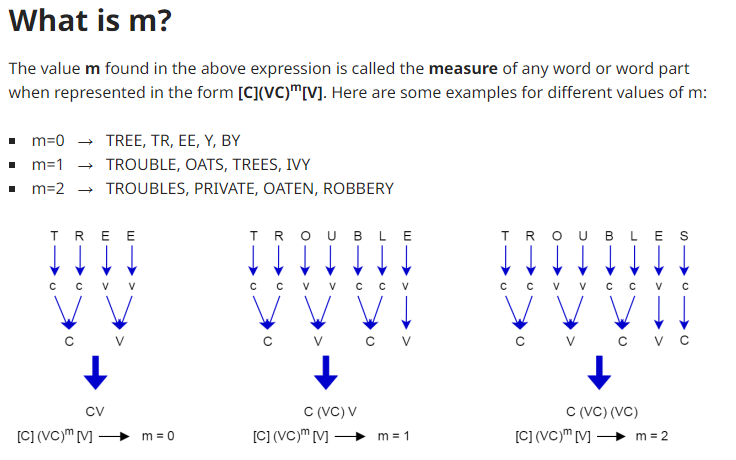 What is m?
The value m found in the above expression is called the measure of any word or word part
when represented in the form [C](VC)ᵐ[V]. Here are some examples for different values of m:
▪ m=0 → TREE, TR, EE, Y, BY
▪ m=1 → TROUBLE, OATS, TREES, IVY
▪ m=2 → TROUBLES, PRIVATE, OATEN, ROBBERY
T R E E T R O U B L E T R O U B L E S
C C V V C C V V C C V C C V V C C V C
C V C V C V C V C V C
CV C (VC) V C (VC) (VC)
[C] (VC)ᵐ [V] → m = 0 [C] (VC)ᵐ [V] → m = 1 [C] (VC)ᵐ [V] → m = 2